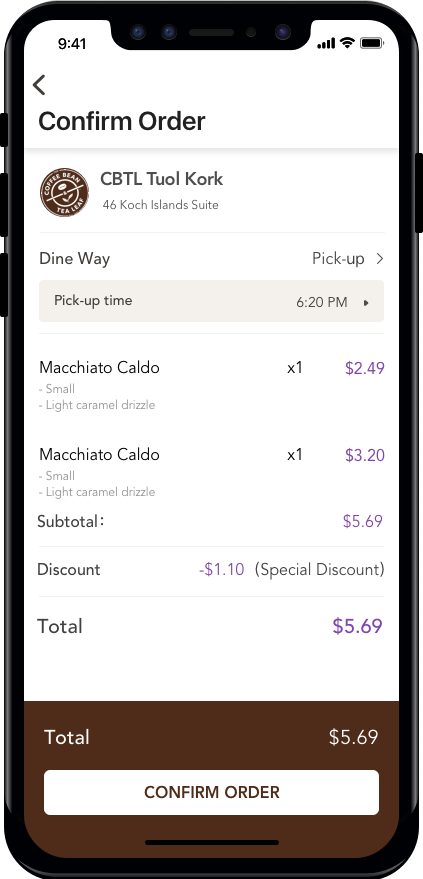 9:41
Confirm Order
COFFEE BEAN
TEA LEAF
CBTL Tuol Kork
46 Koch Islands Suite
Dine Way Pick-up
Pick-up time 6:20 PM
Macchiato Caldo x1 $2.49
- Small
- Light caramel drizzle
Macchiato Caldo x1 $3.20
- Small
- Light caramel drizzle
Subtotal: $5.69
Discount -$1.10 (Special Discount)
Total $5.69
Total $5.69
CONFIRM ORDER